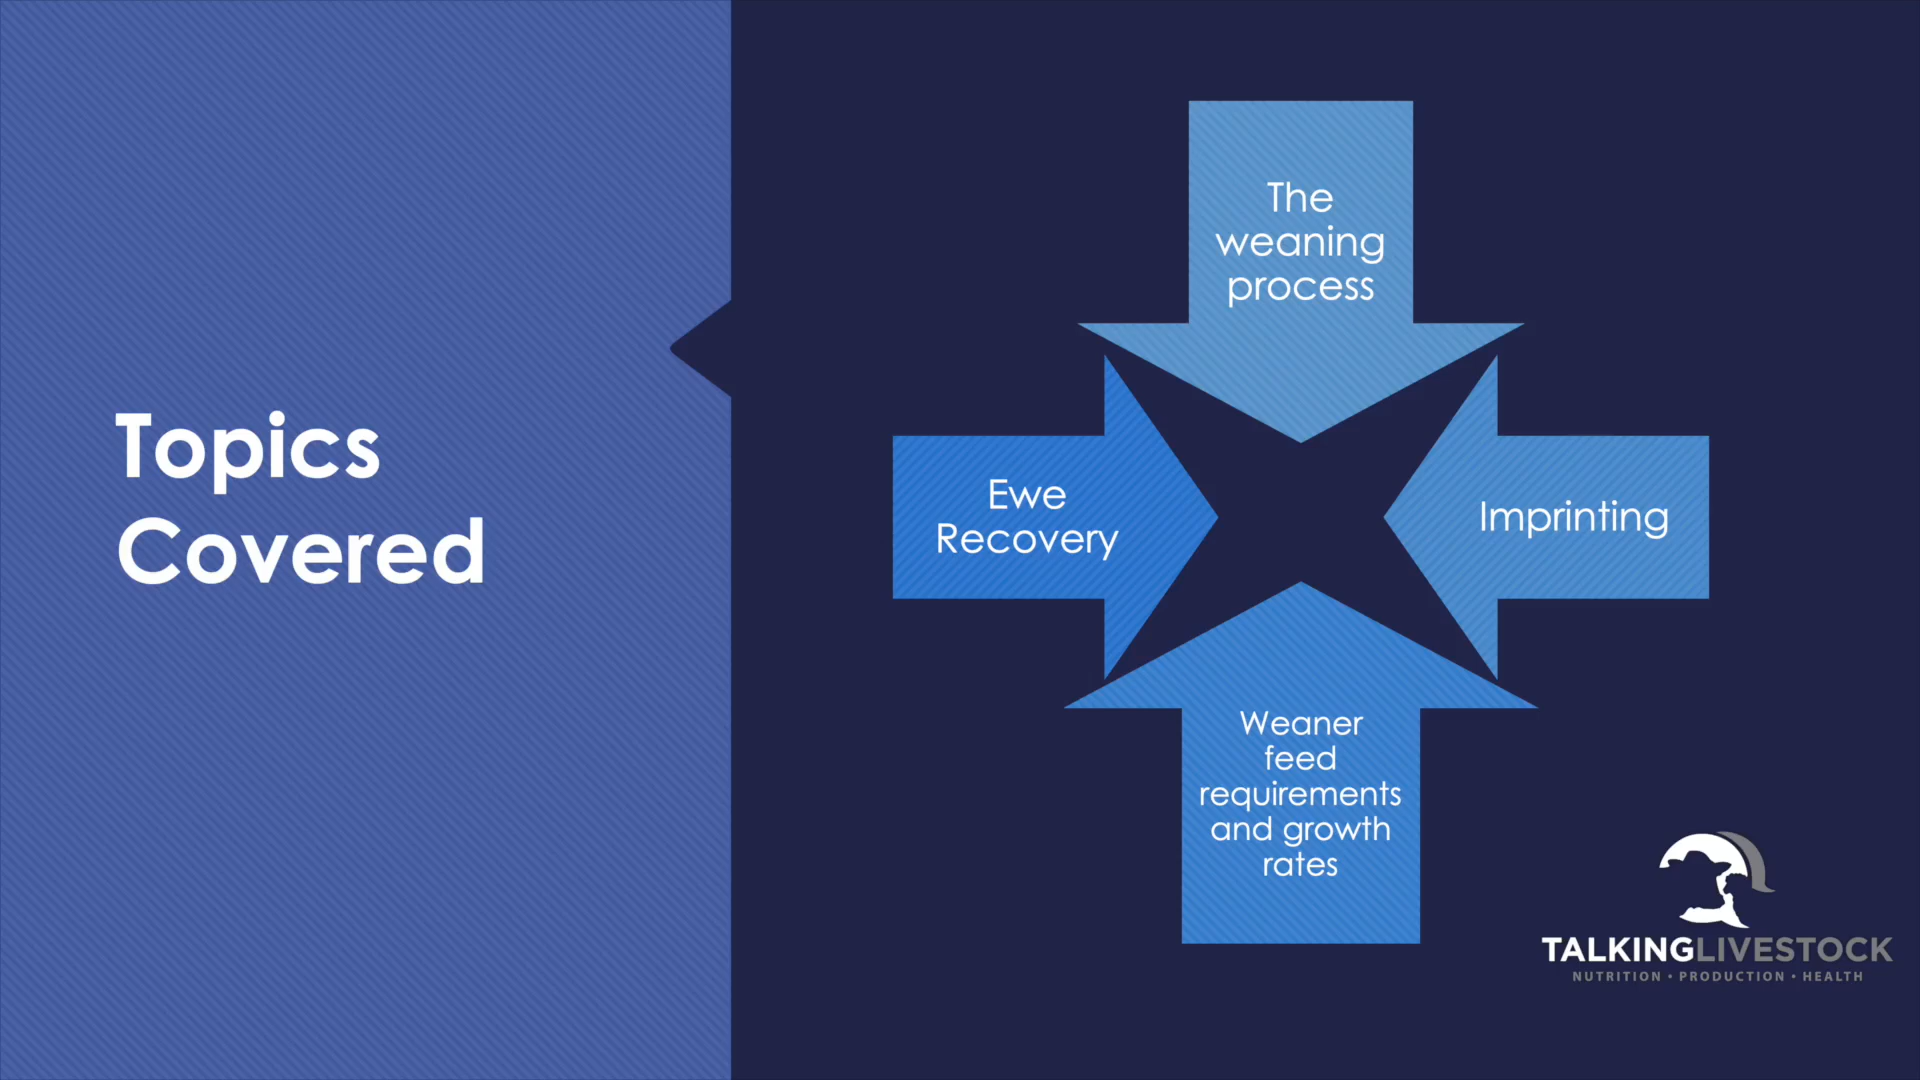 Topics
Covered
The
weaning
process
Ewe
Recovery
Imprinting
Weaner
feed
requirements
and growth
rates
TALKINGLIVESTOCK
NUTRITION • PRODUCTION • HEALTH